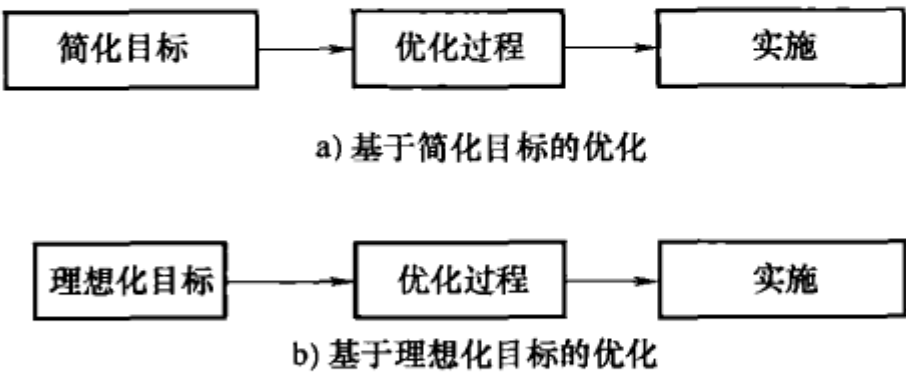 简化目标 优化过程 实施
a) 基于简化目标的优化
理想化目标 优化过程 实施
b) 基于理想化目标的优化